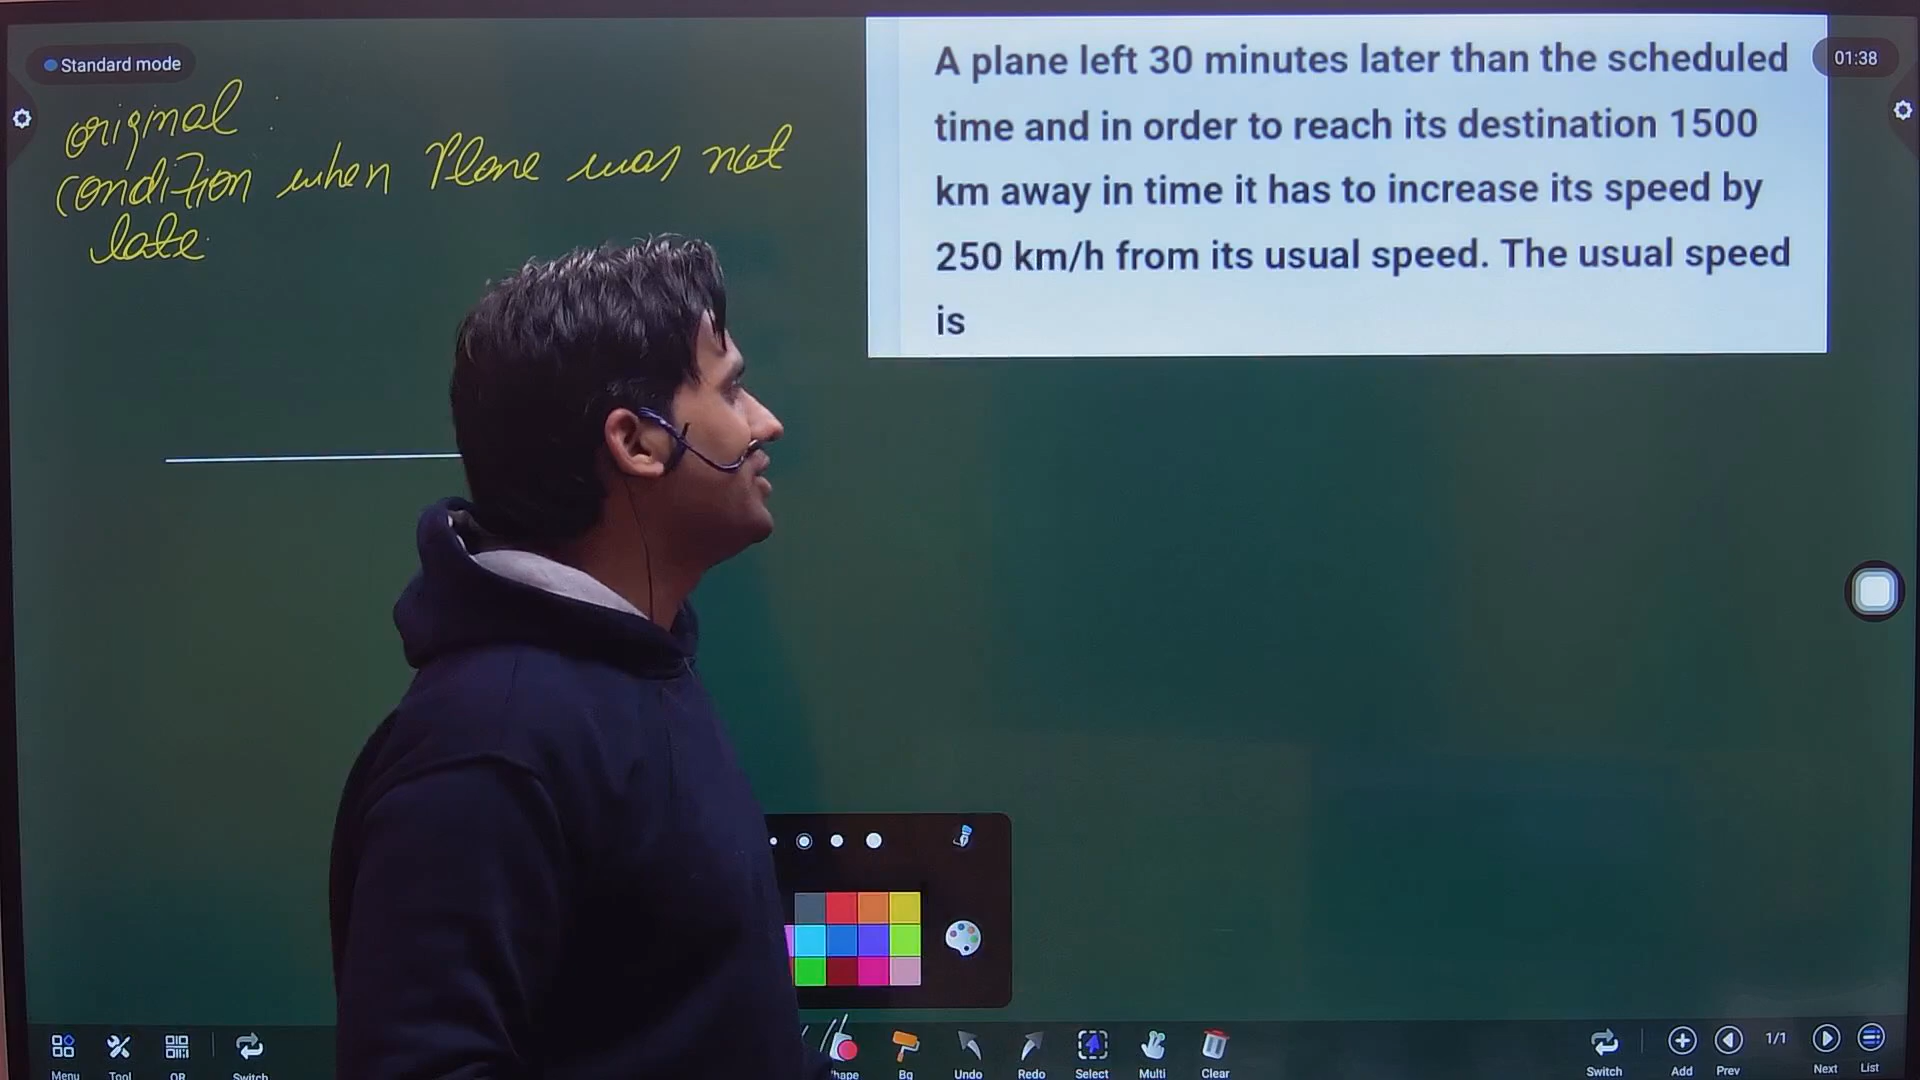 Standard mode
original :
condition when Plane was not
late
A plane left 30 minutes later than the scheduled
time and in order to reach its destination 1500
km away in time it has to increase its speed by
250 km/h from its usual speed. The usual speed
is
01:38
Menu
Tool
QR
Switch
hape
Bg
Undo
Redo
Select
Multi
Clear
Switch
Add
Prev
1/1
Next
List